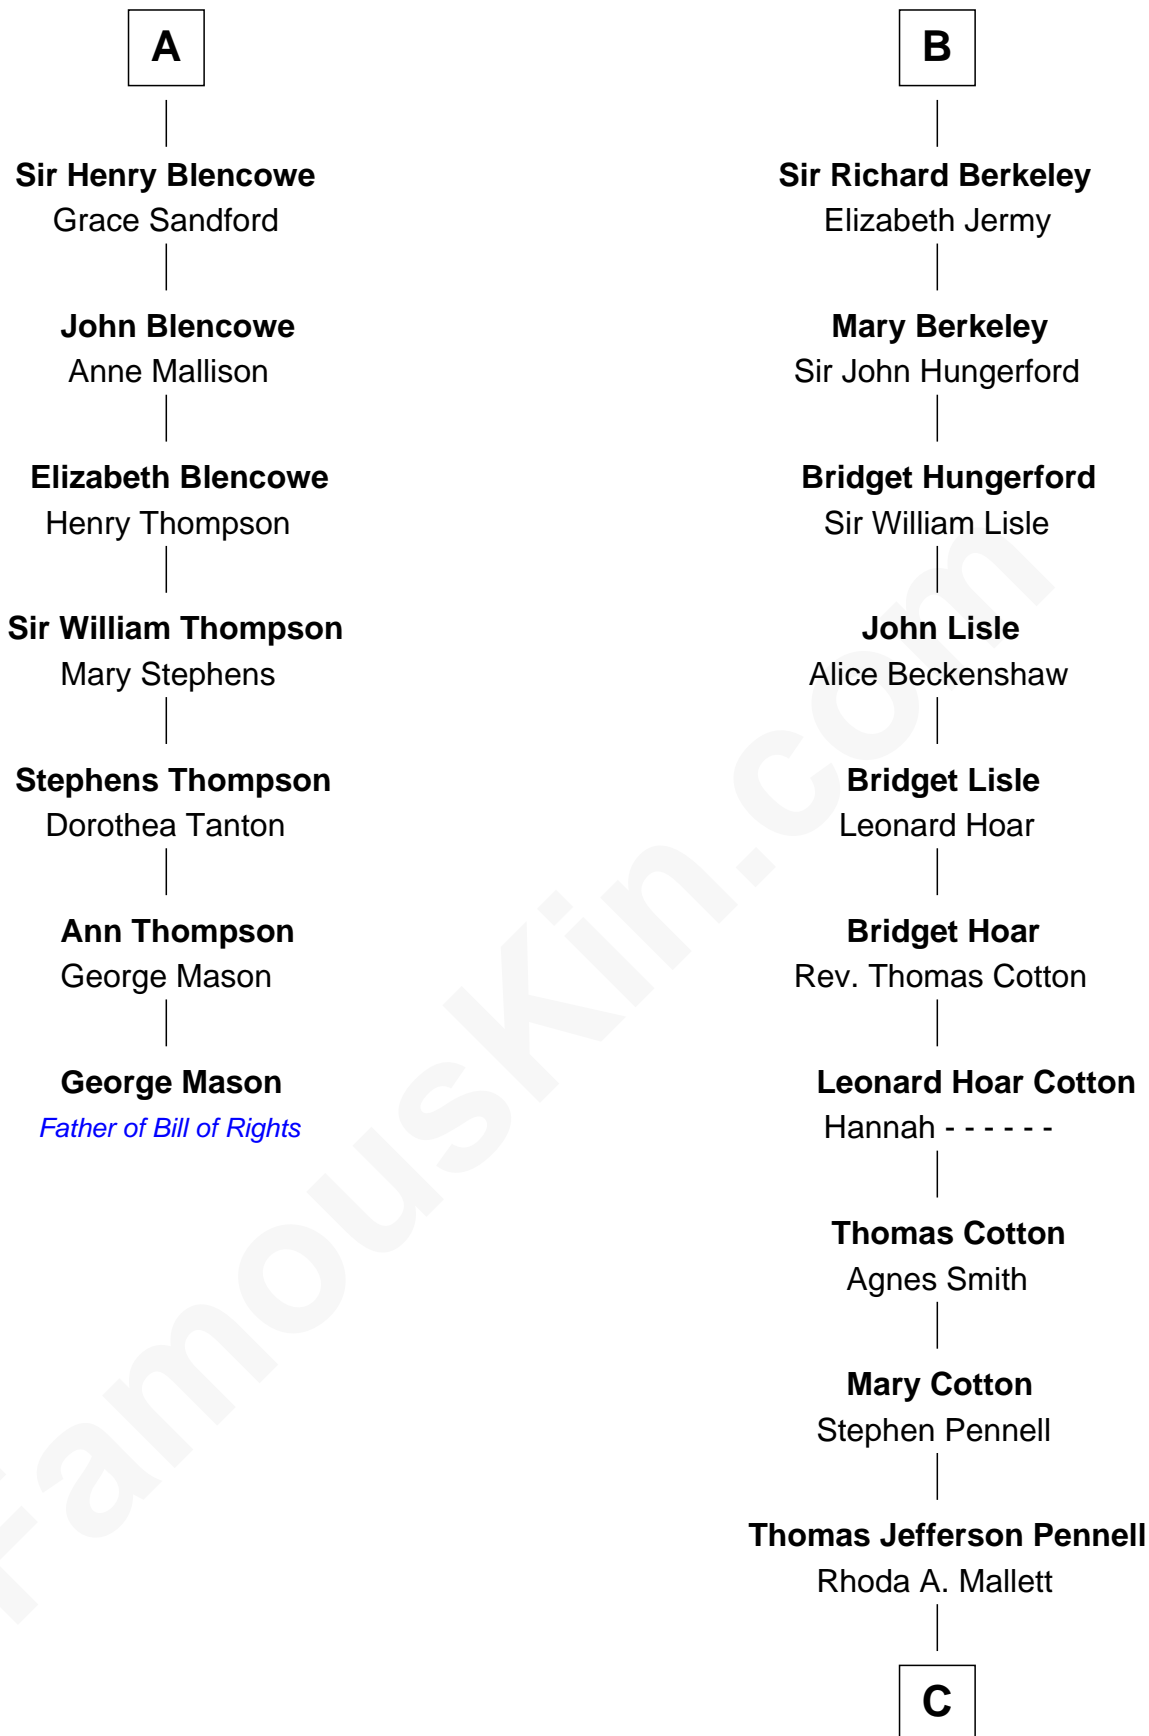 A
Sir Henry Blencowe
Grace Sandford
John Blencowe
Anne Mallison
Elizabeth Blencowe
Henry Thompson
Sir William Thompson
Mary Stephens
Stephens Thompson
Dorothea Tanton
Ann Thompson
George Mason
George Mason
Father of Bill of Rights
B
Sir Richard Berkeley
Elizabeth Jermy
Mary Berkeley
Sir John Hungerford
Bridget Hungerford
Sir William Lisle
John Lisle
Alice Beckenshaw
Bridget Lisle
Leonard Hoar
Bridget Hoar
Rev. Thomas Cotton
Leonard Hoar Cotton
Hannah - - - - - -
Thomas Cotton
Agnes Smith
Mary Cotton
Stephen Pennell
Thomas Jefferson Pennell
Rhoda A. Mallett
C
FamousKin.com